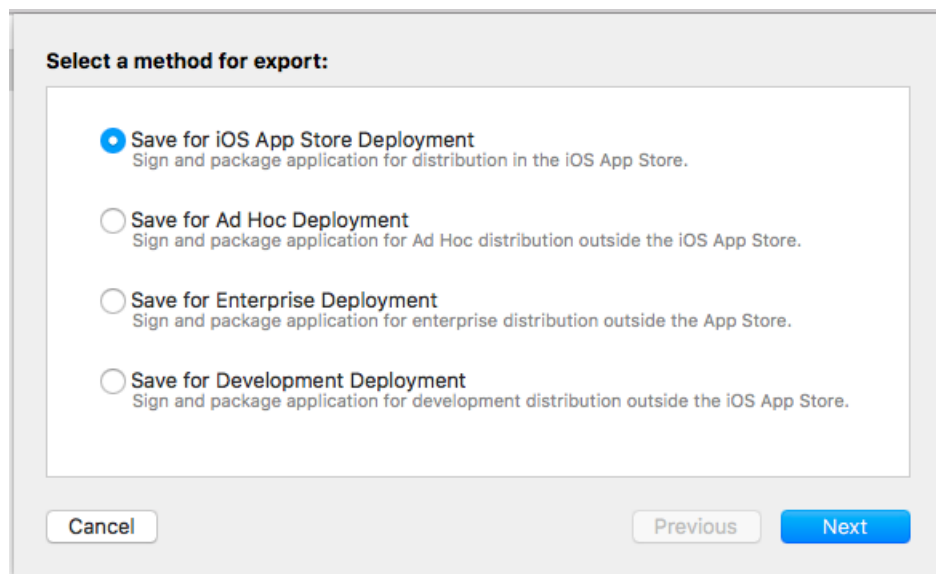 Select a method for export:
Save for iOS App Store Deployment
Sign and package application for distribution in the iOS App Store.
Save for Ad Hoc Deployment
Sign and package application for Ad Hoc distribution outside the iOS App Store.
Save for Enterprise Deployment
Sign and package application for enterprise distribution outside the App Store.
Save for Development Deployment
Sign and package application for development distribution outside the iOS App Store.
Cancel
Previous
Next